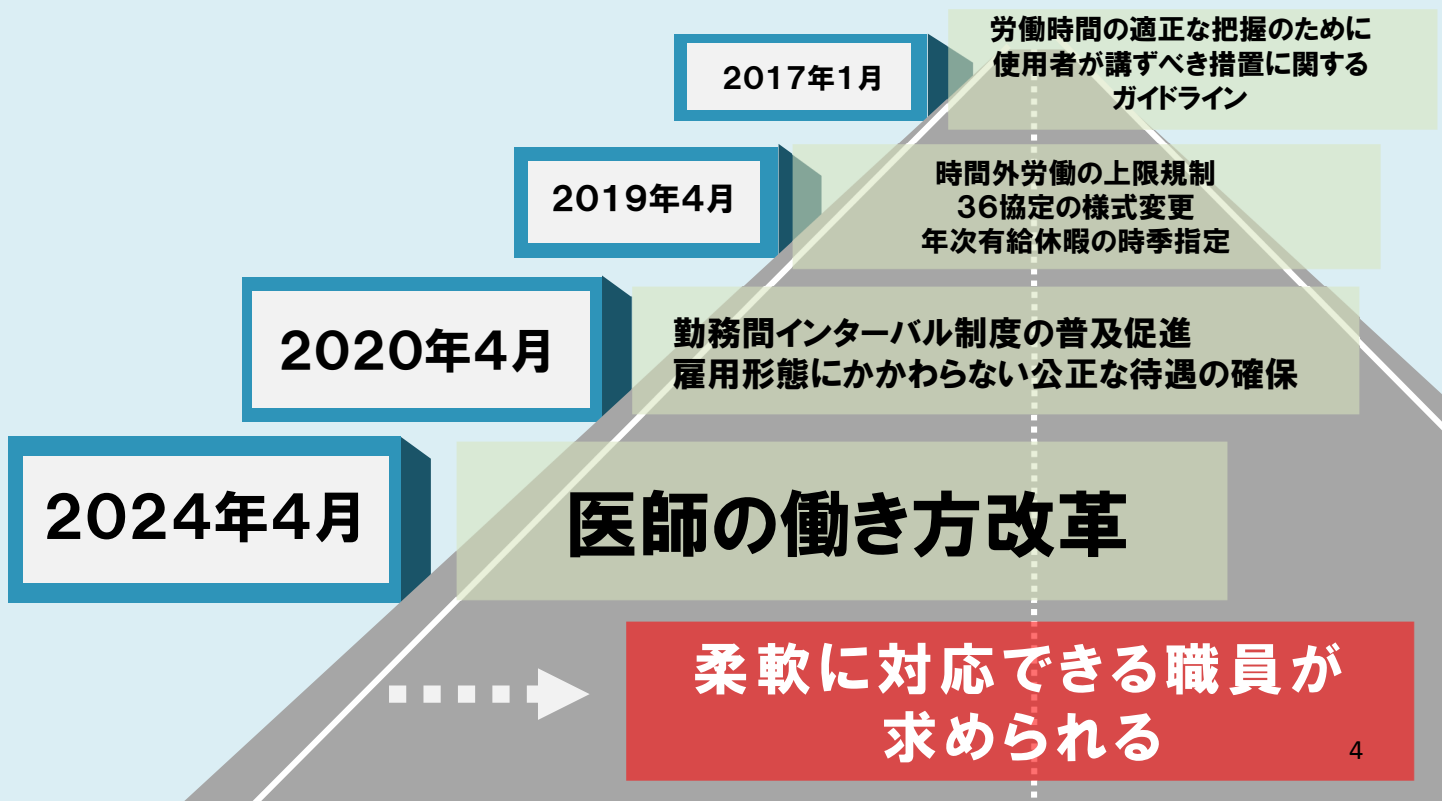 2017年1月
労働時間の適正な把握のために
使用者が講ずべき措置に関する
ガイドライン
2019年4月
時間外労働の上限規制
36協定の様式変更
年次有給休暇の時季指定
2020年4月
勤務間インターバル制度の普及促進
雇用形態にかかわらない公正な待遇の確保
2024年4月
医師の働き方改革
柔軟に対応できる職員が
求められる
4